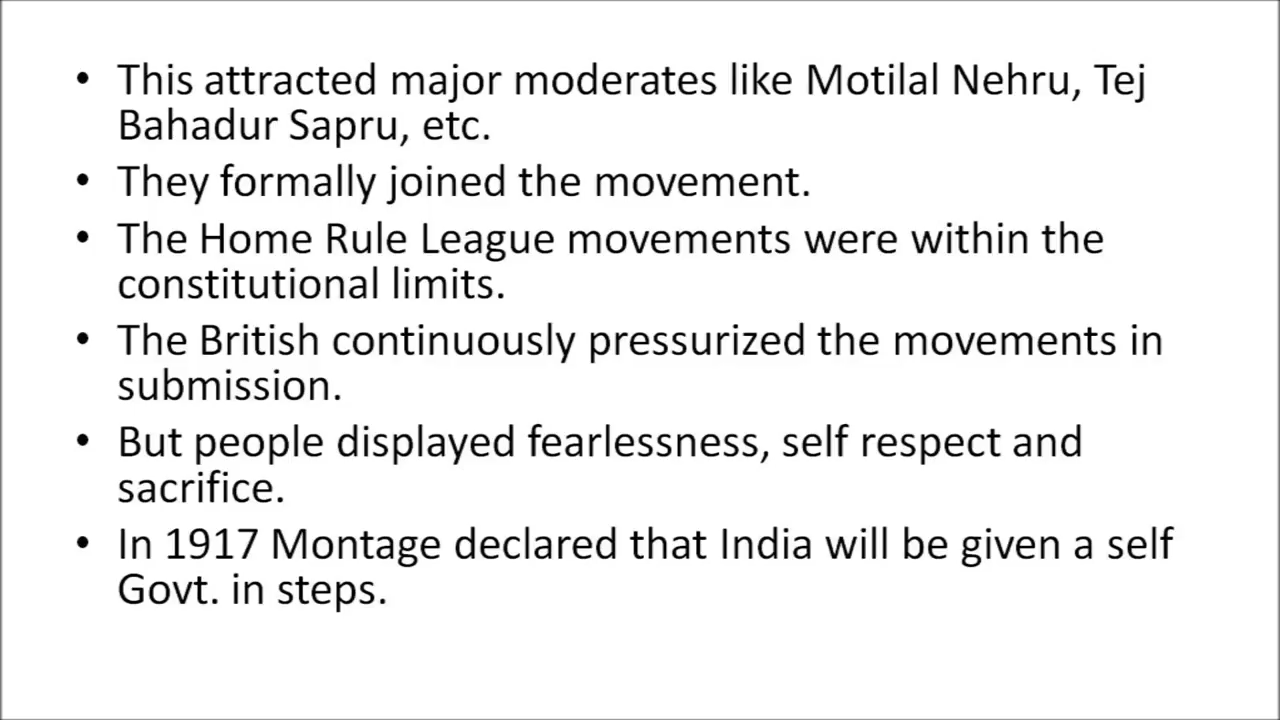 • This attracted major moderates like Motilal Nehru, Tej
Bahadur Sapru, etc.
• They formally joined the movement.
• The Home Rule League movements were within the
constitutional limits.
• The British continuously pressurized the movements in
submission.
• But people displayed fearlessness, self respect and
sacrifice.
• In 1917 Montage declared that India will be given a self
Govt. in steps.